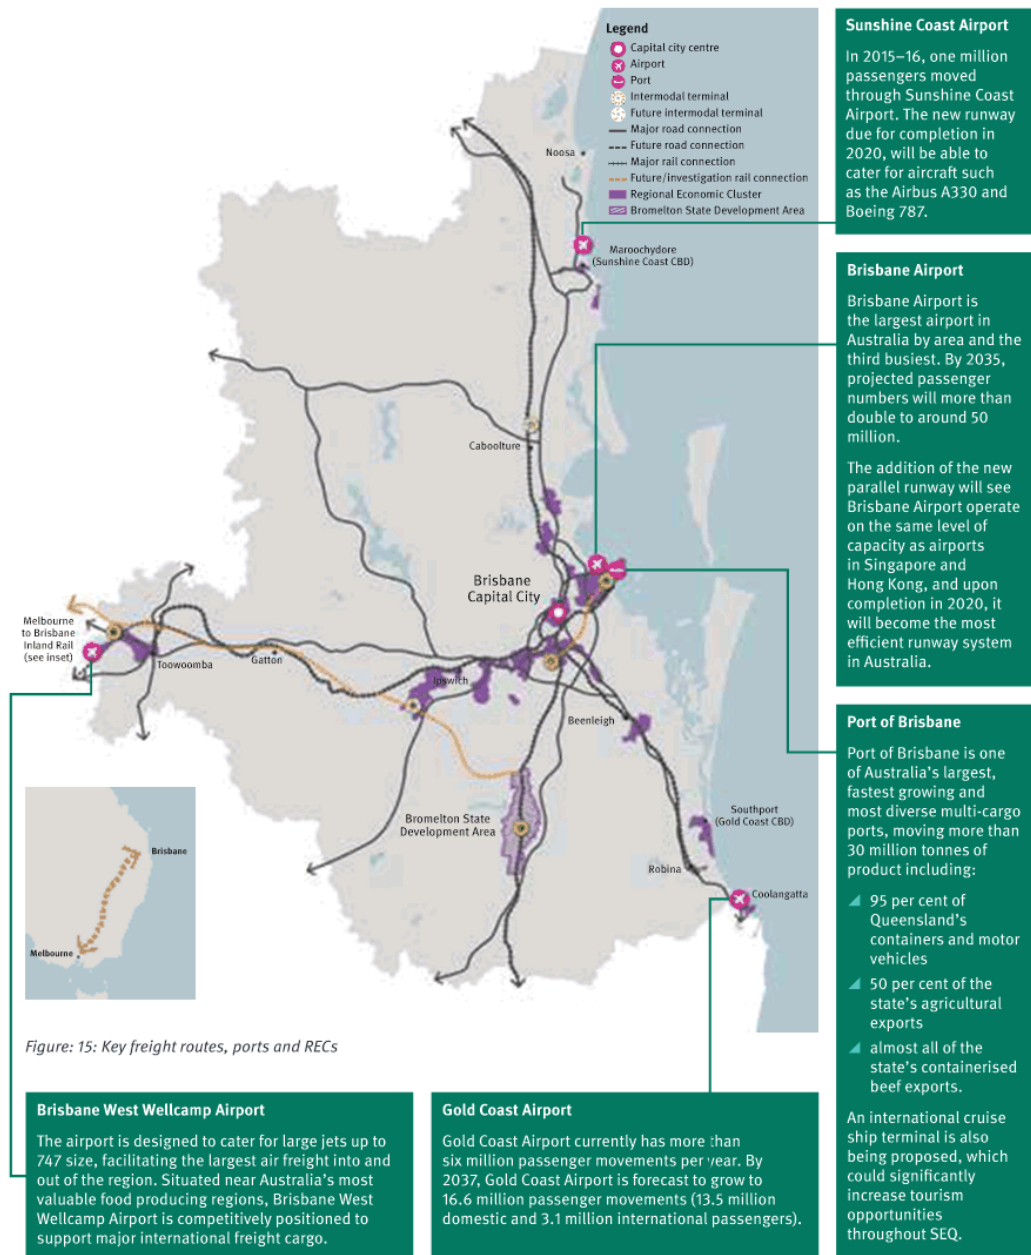 Legend
Capital city centre
Airport
Port
Intermodal terminal
Future intermodal terminal
Major road connection
Future road connection
Major rail connection
Future/investigation rail connection
Regional Economic Cluster
Bromelton State Development Area
Noosa
Maroochydore
(Sunshine Coast CBD)
Caboolture
Brisbane
Capital City
Melbourne
to Brisbane
Inland Rail
(see inset)
Toowoomba
Gatton
Ipswich
Beenleigh
Bromelton State
Development Area
Southport
(Gold Coast CBD)
Robina
Coolangatta
Brisbane
Melbourne
Figure: 15: Key freight routes, ports and RECs
Sunshine Coast Airport
In 2015–16, one million
passengers moved
through Sunshine Coast
Airport. The new runway
due for completion in
2020, will be able to
cater for aircraft such
as the Airbus A330 and
Boeing 787.
Brisbane Airport
Brisbane Airport is
the largest airport in
Australia by area and the
third busiest. By 2035,
projected passenger
numbers will more than
double to around 50
million.
The addition of the new
parallel runway will see
Brisbane Airport operate
on the same level of
capacity as airports
in Singapore and
Hong Kong, and upon
completion in 2020, it
will become the most
efficient runway system
in Australia.
Port of Brisbane
Port of Brisbane is one
of Australia's largest,
fastest growing and
most diverse multi-cargo
ports, moving more than
30 million tonnes of
product including:
95 per cent of
Queensland's
containers and motor
vehicles
50 per cent of the
state's agricultural
exports
almost all of the
state's containerised
beef exports.
An international cruise
ship terminal is also
being proposed, which
could significantly
increase tourism
opportunities
throughout SEQ.
Brisbane West Wellcamp Airport
The airport is designed to cater for large jets up to
747 size, facilitating the largest air freight into and
out of the region. Situated near Australia's most
valuable food producing regions, Brisbane West
Wellcamp Airport is competitively positioned to
support major international freight cargo.
Gold Coast Airport
Gold Coast Airport currently has more than
six million passenger movements per year. By
2037, Gold Coast Airport is forecast to grow to
16.6 million passenger movements (13.5 million
domestic and 3.1 million international passengers).